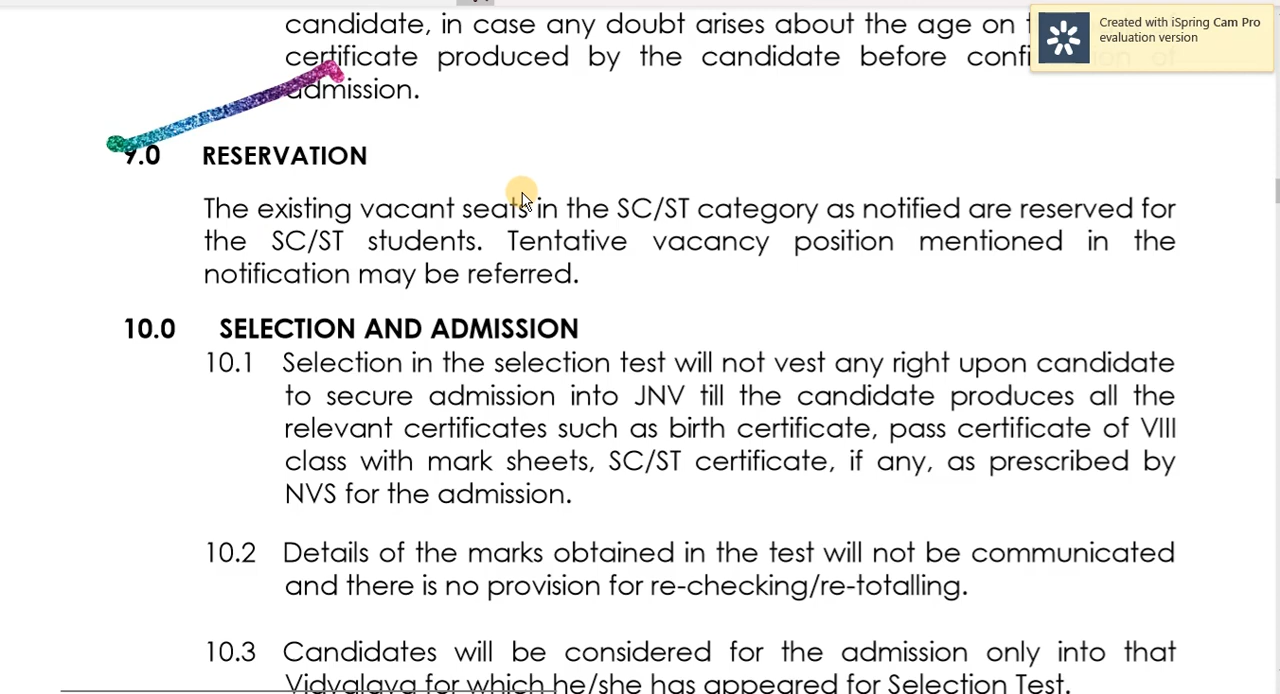 candidate, in case any doubt arises about the age on
certificate produced by the candidate before of
admission.
Created with iSpring Cam Pro
evaluation version
9.0 RESERVATION
The existing vacant seats in the SC/ST category as notified are reserved for
the SC/ST students. Tentative vacancy position mentioned in the
notification may be referred.
10.0 SELECTION AND ADMISSION
10.1 Selection in the selection test will not vest any right upon candidate
to secure admission into JNV till the candidate produces all the
relevant certificates such as birth certificate, pass certificate of VIII
class with mark sheets, SC/ST certificate, if any, as prescribed by
NVS for the admission.
10.2 Details of the marks obtained in the test will not be communicated
and there is no provision for re-checking/re-totalling.
10.3 Candidates will be considered for the admission only into that
Vidyalaya for which he/she has appeared for Selection Test.